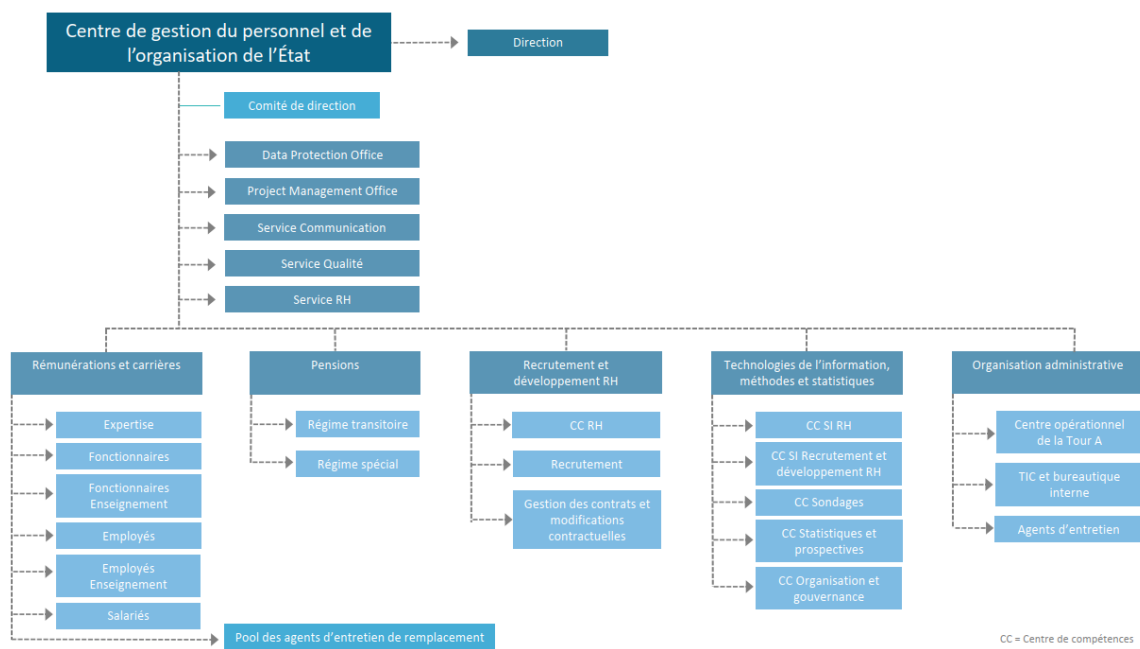 Centre de gestion du personnel et de
l'organisation de l'État
Direction
Comité de direction
Data Protection Office
Project Management Office
Service Communication
Service Qualité
Service RH
Rémunérations et carrières
Expertise
Fonctionnaires
Fonctionnaires
Enseignement
Employés
Employés
Enseignement
Salariés
Pool des agents d'entretien de remplacement
Pensions
Régime transitoire
Régime spécial
Recrutement et
développement RH
CC RH
Recrutement
Gestion des contrats et
modifications
contractuelles
Technologies de l'information,
méthodes et statistiques
CC SI RH
CC SI Recrutement et
développement RH
CC Sondages
CC Statistiques et
prospectives
CC Organisation et
gouvernance
Organisation administrative
Centre opérationnel
de la Tour A
TIC et bureautique
interne
Agents d'entretien
CC = Centre de compétences